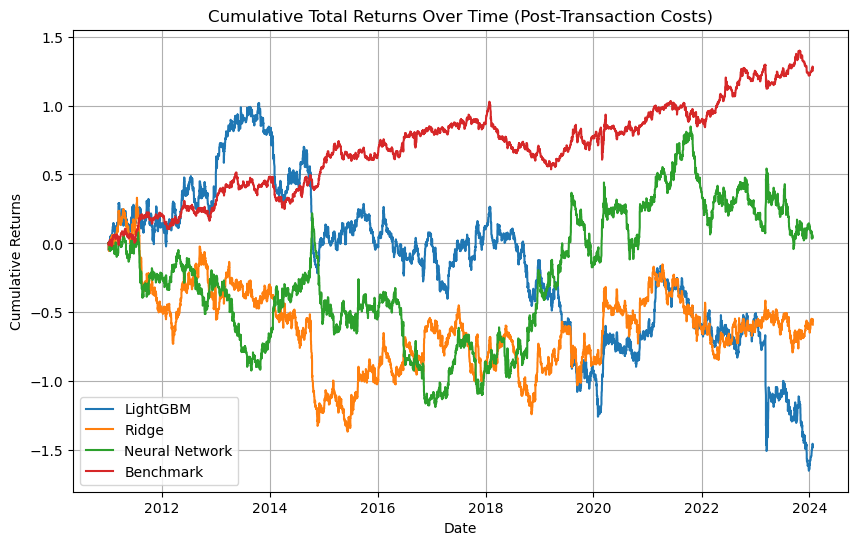 Cumulative Total Returns Over Time (Post-Transaction Costs)
Cumulative Returns
1.5
1.0
0.5
0.0
−0.5
−1.0
−1.5
LightGBM
Ridge
Neural Network
Benchmark
2012 2014 2016 2018 2020 2022 2024
Date